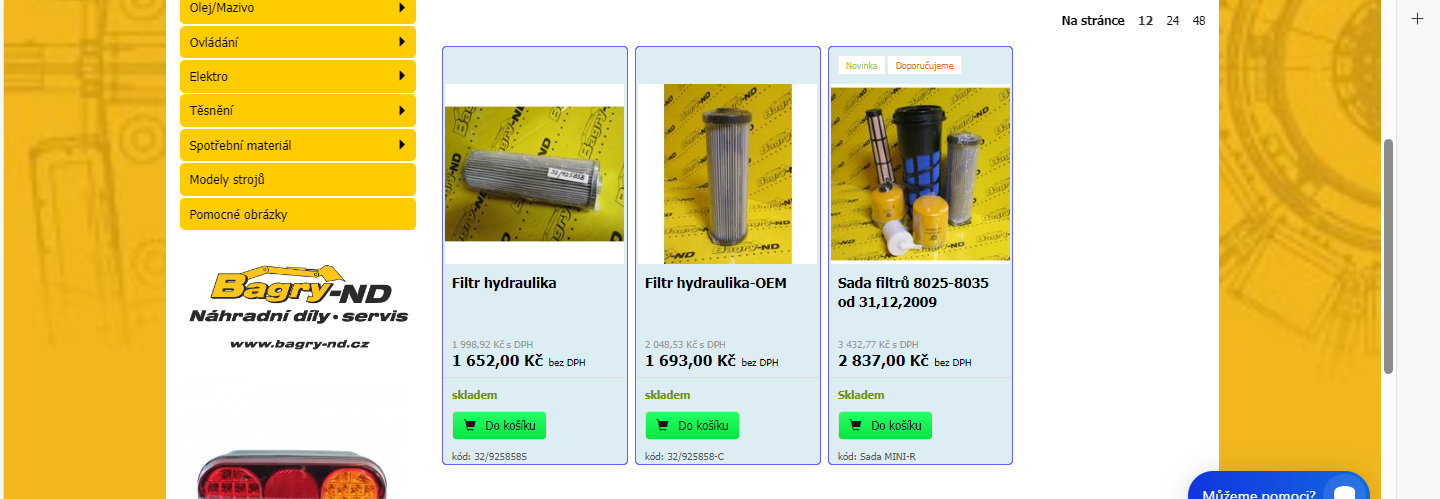 Olej/Mazivo
Ovládání
Elektro
Těsnění
Spotřební materiál
Modely strojů
Pomocné obrázky
Bagry-ND
Náhradní díly • servis
www.bagry-nd.cz
Na stránce 12 24 48
Filtr hydraulika
1 998,92 Kč s DPH
1 652,00 Kč bez DPH
skladem
Do košíku
kód: 32/925858S
Filtr hydraulika-OEM
2 048,53 Kč s DPH
1 693,00 Kč bez DPH
skladem
Do košíku
kód: 32/925858-C
Novinka Doporučujeme
Sada filtrů 8025-8035
od 31,12,2009
3 432,77 Kč s DPH
2 837,00 Kč bez DPH
Skladem
Do košíku
kód: Sada MINI-R
Můžeme pomoci?